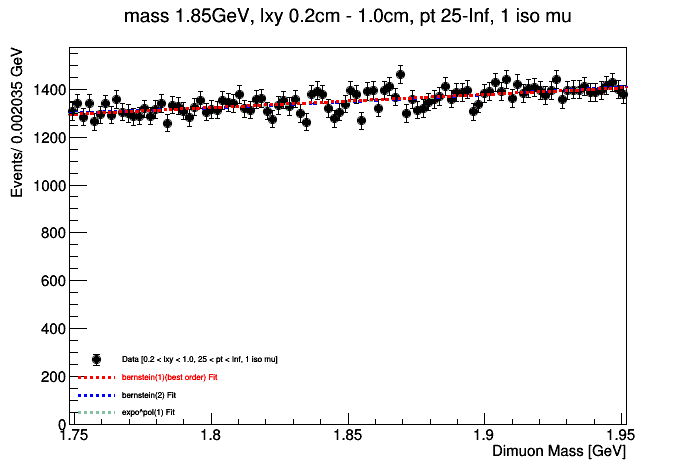 mass 1.85GeV, lxy 0.2cm - 1.0cm, pt 25-Inf, 1 iso mu
Events/ 0.002035 GeV
1400
1200
1000
800
600
400
200
0
Data [0.2 < lxy < 1.0, 25 < pt < Inf, 1 iso mu]
bernstein(1)(best order) Fit
bernstein(2) Fit
expo^pol(1) Fit
1.75 1.8 1.85 1.9 1.95
Dimuon Mass [GeV]